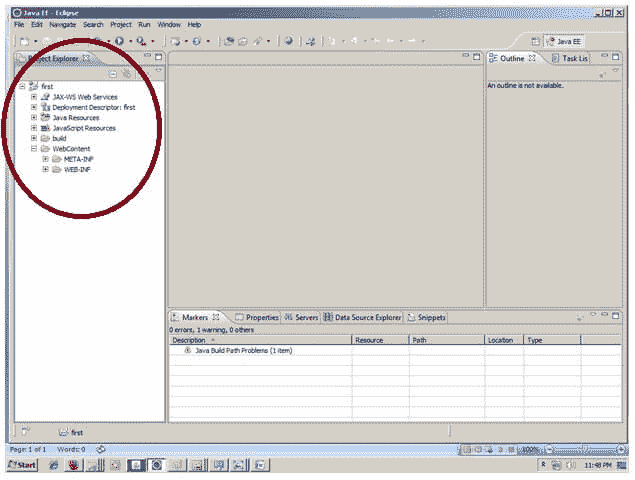 Java EE - Eclipse
File Edit Navigate Search Project Run Window Help
Java EE
Project Explorer
Outline
Task Lis
An outline is not available.
first
JAX-WS Web Services
Deployment Descriptor: first
Java Resources
JavaScript Resources
build
WebContent
META-INF
WEB-INF
Markers Properties Servers Data Source Explorer Snippets
0 errors, 1 warning, 0 others
Description Resource Path Location Type
Java Build Path Problems (1 item)
first
Page: 1 of 1 Words: 0 100%
Start 11:48 PM